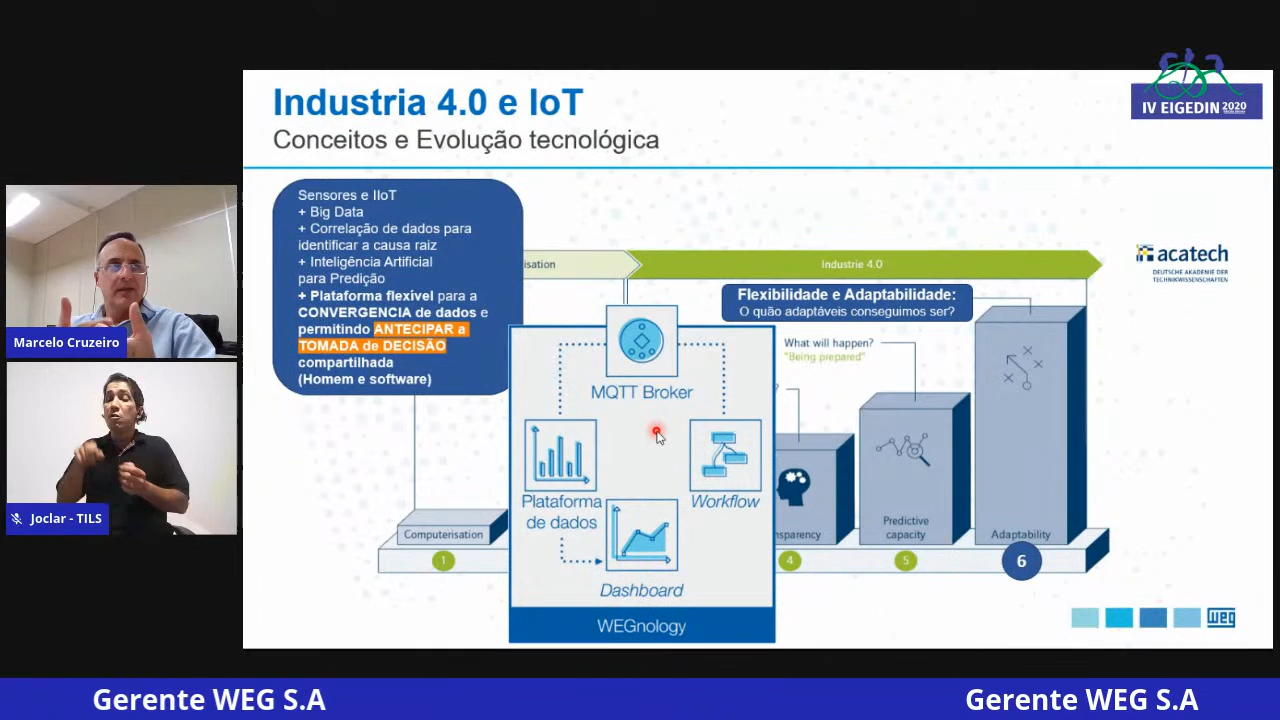 Industria 4.0 e IoT
Conceitos e Evolução tecnológica
IV EIGEDIN 2020
Sensores e IIoT
+ Big Data
+ Correlação de dados para
identificar a causa raiz
+ Inteligência Artificial
para Predição
+ Plataforma flexível para a
CONVERGENCIA de dados e
permitindo ANTECIPAR a
TOMADA de DECISÃO
compartilhada
(Homem e software)
isation
Industrie 4.0
acatech
DEUTSCHE AKADEMIE DER
TECHNIKWISSENSCHAFTEN
Flexibilidade e Adaptabilidade:
O quão adaptáveis conseguimos ser?
What will happen?
"Being prepared"
?
MQTT Broker
Plataforma
de dados
Workflow
Dashboard
WEGnology
Computerisation
nsparency
Predictive
capacity
Adaptability
1
4
5
6
weg
Marcelo Cruzeiro
Joclar - TILS
Gerente WEG S.A
Gerente WEG S.A